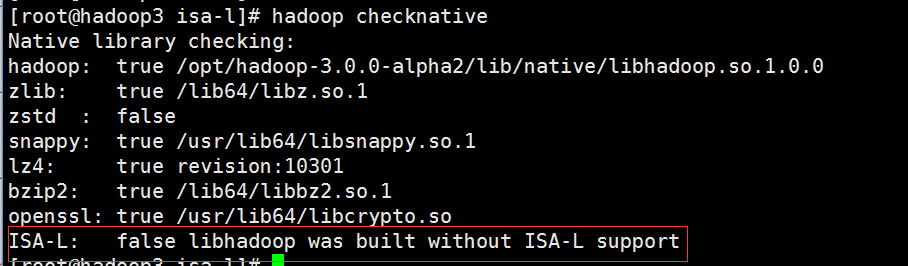 [root@hadoop3 isa-l]# hadoop checknative
Native library checking:
hadoop:  true /opt/hadoop-3.0.0-alpha2/lib/native/libhadoop.so.1.0.0
zlib:    true /lib64/libz.so.1
zstd  :  false
snappy:  true /usr/lib64/libsnappy.so.1
lz4:     true revision:10301
bzip2:   true /lib64/libbz2.so.1
openssl: true /usr/lib64/libcrypto.so
ISA-L:   false libhadoop was built without ISA-L support
[root@hadoop3 isa-l]#